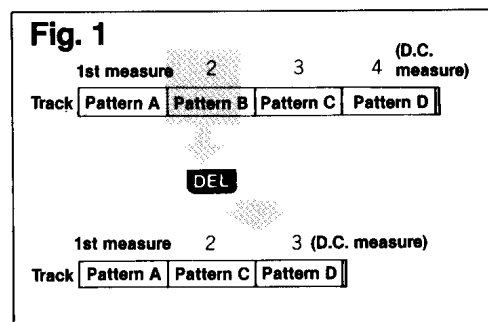 Fig. 1
(D.C.
1st measure 2 3 4 measure)
Track Pattern A Pattern B Pattern C Pattern D
DEL
1st measure 2 3 (D.C. measure)
Track Pattern A Pattern C Pattern D